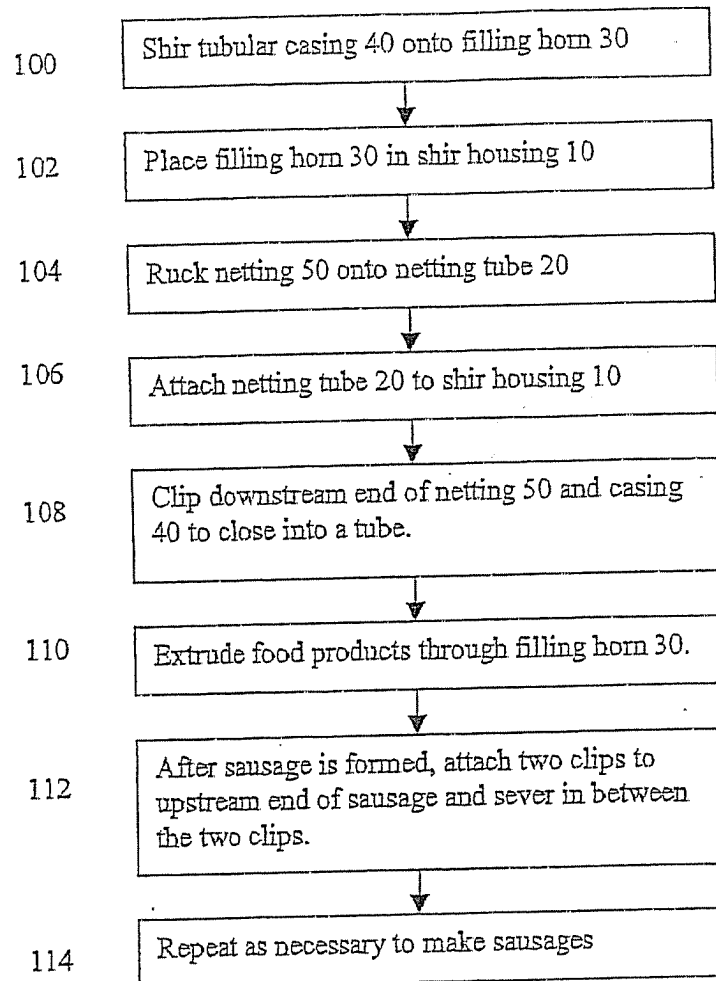 100 Shir tubular casing 40 onto filling horn 30
102 Place filling horn 30 in shir housing 10
104 Ruck netting 50 onto netting tube 20
106 Attach netting tube 20 to shir housing 10
Clip downstream end of netting 50 and casing
108 40 to close into a tube.
110 Extrude food products through filling horn 30.
After sausage is formed, attach two clips to
112 upstream end of sausage and sever in between
the two clips.
114 Repeat as necessary to make sausages